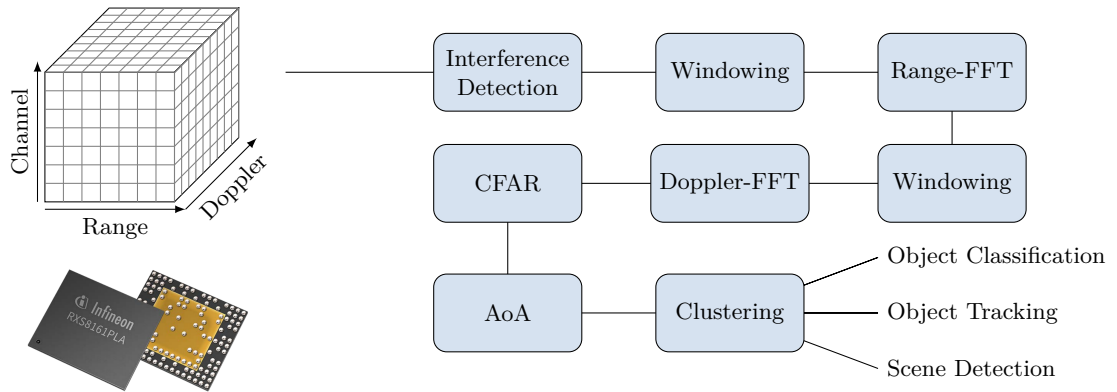 Channel
Range
Doppler
Infineon
RXS8161PLA
Interference
Detection
Windowing
Range-FFT
CFAR
Doppler-FFT
Windowing
AoA
Clustering
Object Classification
Object Tracking
Scene Detection